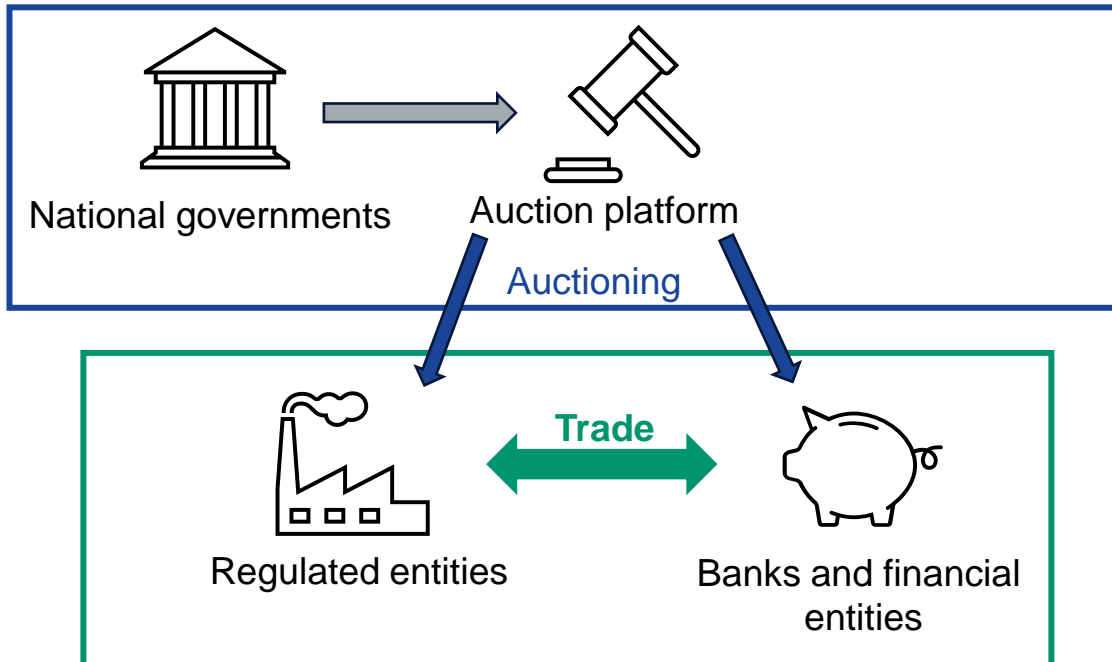 National governments
Auction platform
Auctioning
Trade
Regulated entities
Banks and financial
entities